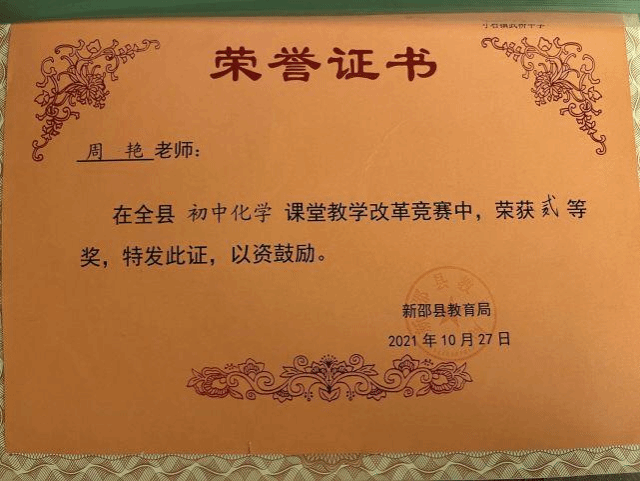 荣誉证书
周艳老师：
在全县 初中化学 课堂教学改革竞赛中，荣获贰等
奖，特发此证，以资鼓励。
新邵县教育局
2021年10月27日